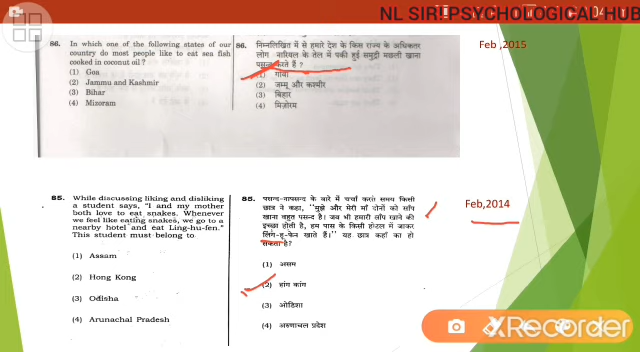 NL SIR(PSYCHOLOGICAL HUB
Feb ,2015
86. In which one of the following states of our
country do most people like to eat sea fish
cooked in coconut oil ?
(1) Goa
(2) Jammu and Kashmir
(3) Bihar
(4) Mizoram
86. निम्नलिखित में से हमारे देश के किस राज्य के अधिकतर
लोग नारियल के तेल में पकी हुई समुद्री मछली खाना
पसन्द करते हैं ?
(1) गोवा
(2) जम्मू और कश्मीर
(3) बिहार
(4) मिज़ोरम
Feb,2014
85. While discussing liking and disliking
a student says, "I and my mother
both love to eat snakes. Whenever
we feel like eating snakes, we go to a
nearby hotel and eat Ling-hu-fen."
This student must belong to
(1) Assam
(2) Hong Kong
(3) Odisha
(4) Arunachal Pradesh
85. पसन्द-नापसन्द के बारे में चर्चा करते समय किसी
छात्र ने कहा, "मुझे और मेरी माँ दोनों को साँप
खाना बहुत पसन्द है। जब भी हमारी साँप खाने की
इच्छा होती है, हम पास के किसी होटल में जाकर
लिंग-हू-फेन खाते हैं।" यह छात्र कहाँ का हो
सकता है?
(1) असम
(2) हांग कांग
(3) ओडिशा
(4) अरुणाचल प्रदेश
XRecorder